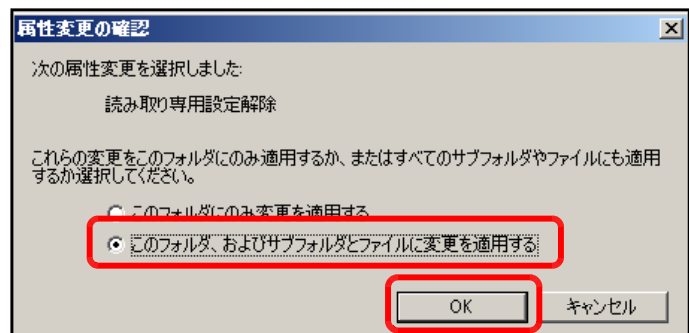 属性変更の確認
次の属性変更を選択しました:
読み取り専用設定解除
これらの変更をこのフォルダにのみ適用するか、またはすべてのサブフォルダやファイルにも適用
するか選択してください。
このフォルダにのみ変更を適用する
このフォルダ、およびサブフォルダとファイルに変更を適用する
OK
キャンセル